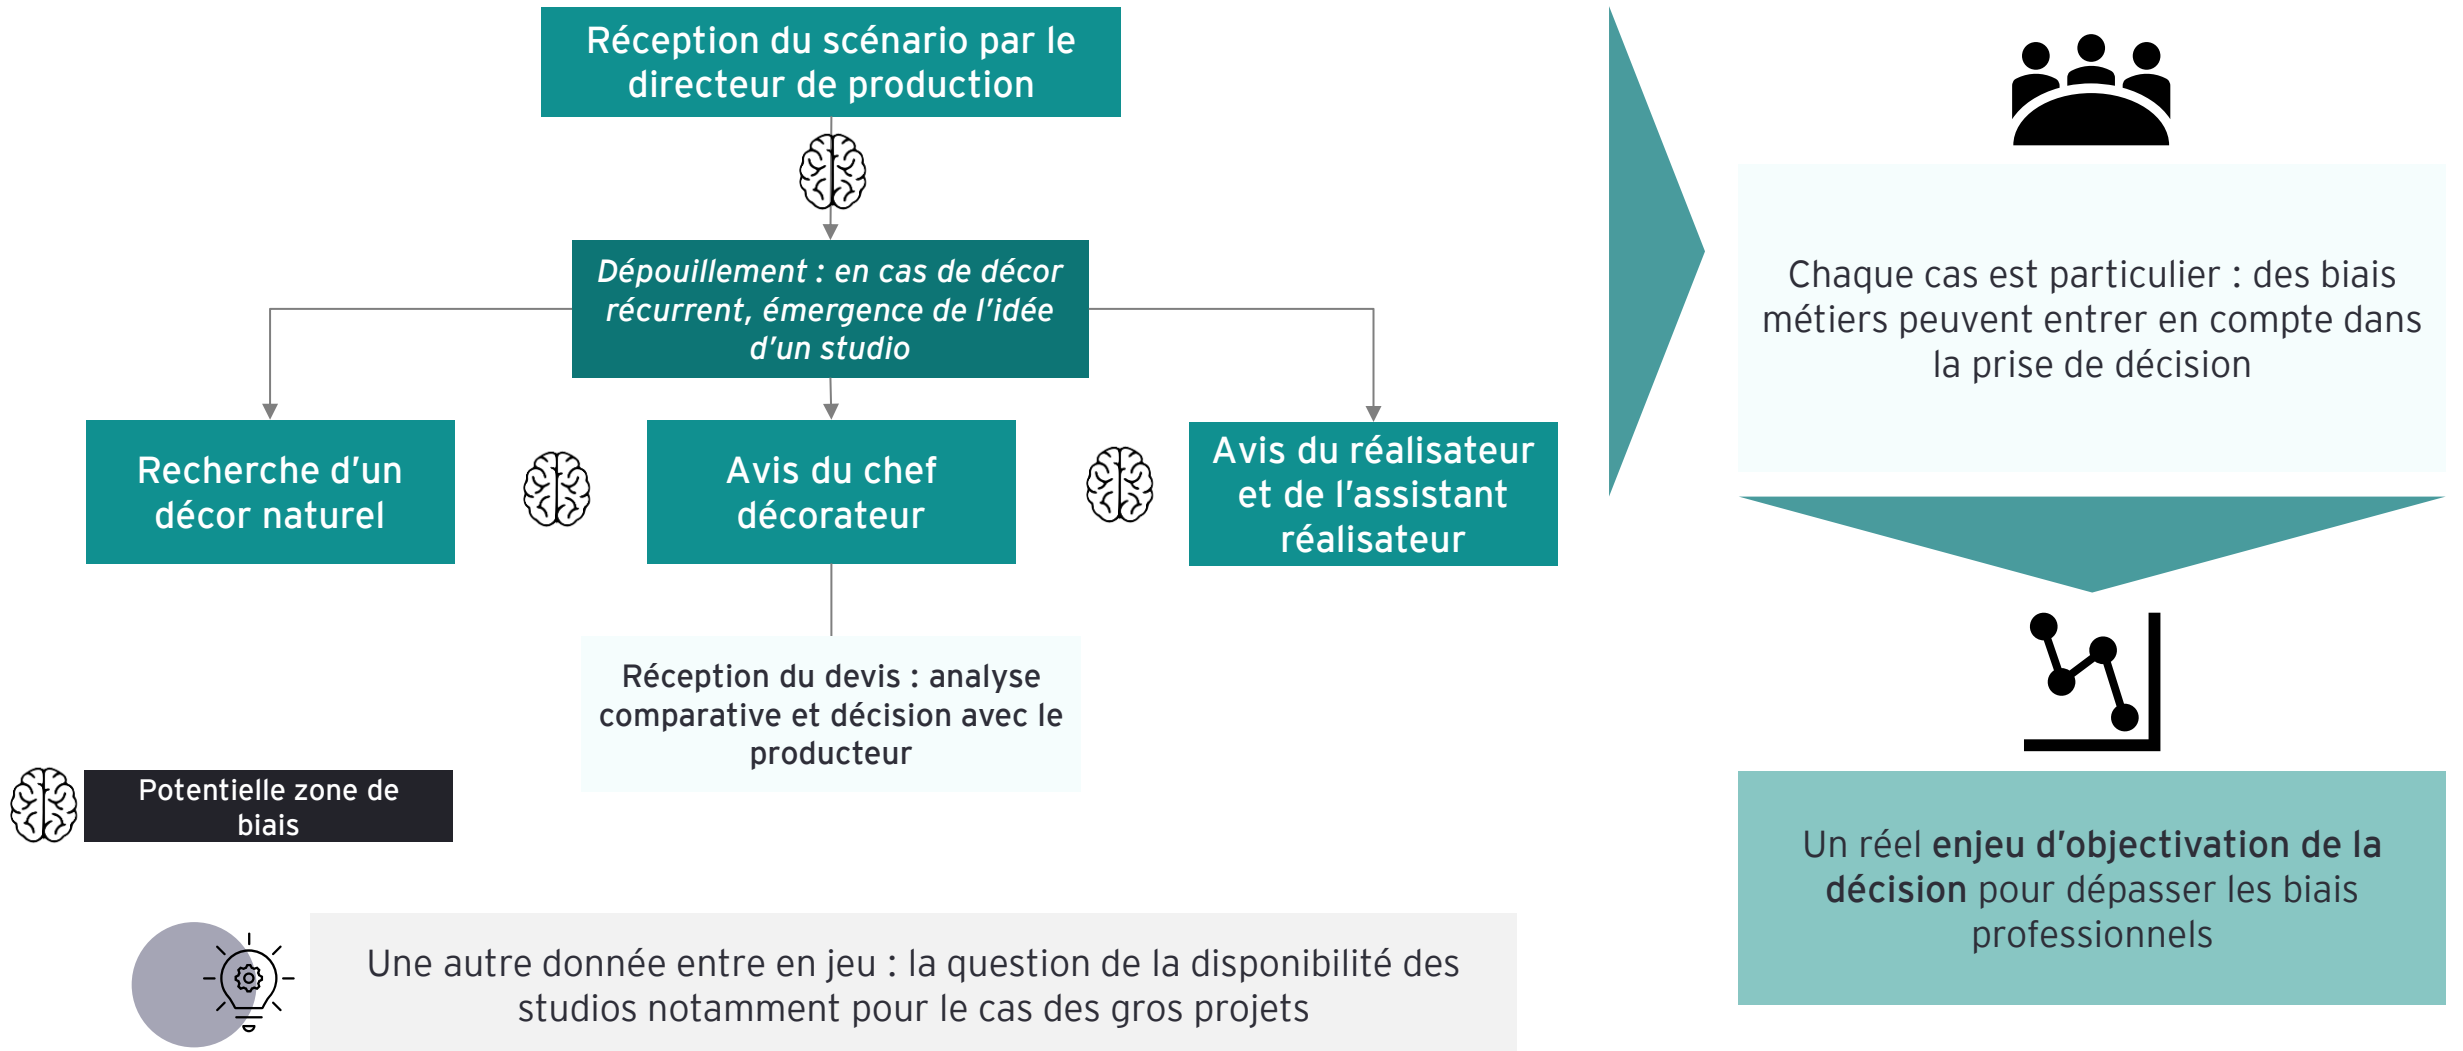 Réception du scénario par le
directeur de production
Dépouillement : en cas de décor
récurrent, émergence de l'idée
d'un studio
Recherche d'un
décor naturel
Avis du chef
décorateur
Avis du réalisateur
et de l'assistant
réalisateur
Réception du devis : analyse
comparative et décision avec le
producteur
Potentielle zone de
biais
Une autre donnée entre en jeu : la question de la disponibilité des
studios notamment pour le cas des gros projets
Chaque cas est particulier : des biais
métiers peuvent entrer en compte dans
la prise de décision
Un réel enjeu d'objectivation de la
décision pour dépasser les biais
professionnels